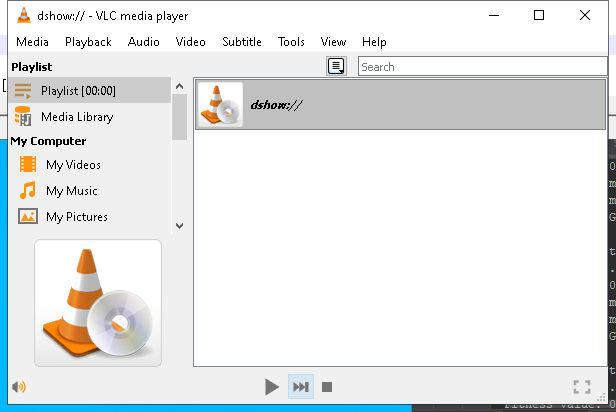 dshow:// - VLC media player
Media Playback Audio Video Subtitle Tools View Help
Playlist
Search
Playlist [00:00]
dshow://
Media Library
My Computer
My Videos
My Music
My Pictures